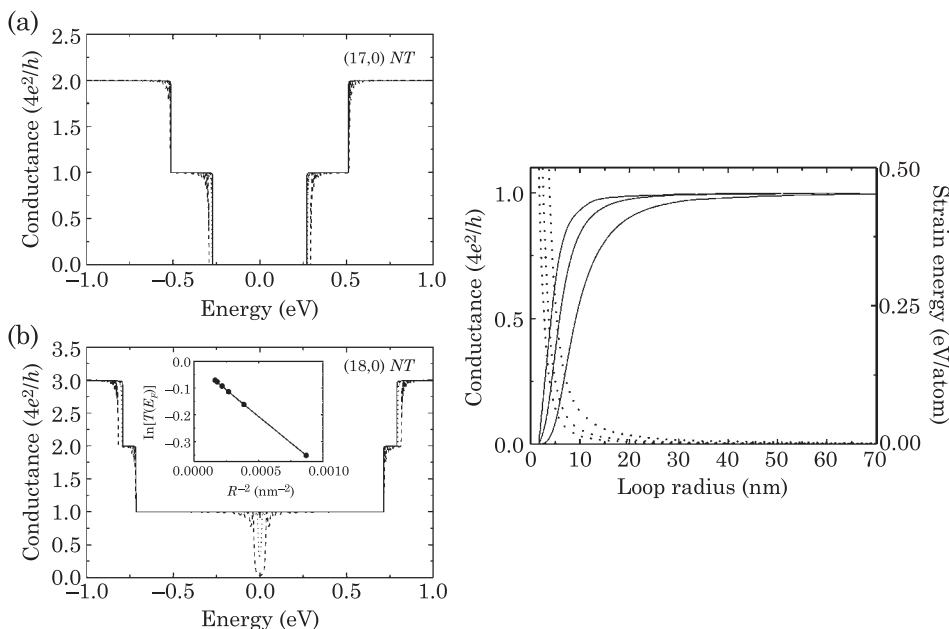 (a)
2.5
2.0
1.5
1.0
0.5
0.0
Conductance (4e²/h)
(17,0) NT
−1.0 −0.5 0.0 0.5 1.0
Energy (eV)
(b)
3.5
3.0
2.5
2.0
1.5
1.0
0.5
0.0
Conductance (4e²/h)
(18,0) NT
0.0
−0.1
−0.2
−0.3
In[T(E_F)]
0.0000 0.0005 0.0010
R⁻² (nm⁻²)
−1.0 −0.5 0.0 0.5 1.0
Energy (eV)
1.0
0.5
0.0
Conductance (4e²/h)
0.50
0.25
0.00
Strain energy (eV/atom)
0 10 20 30 40 50 60 70
Loop radius (nm)